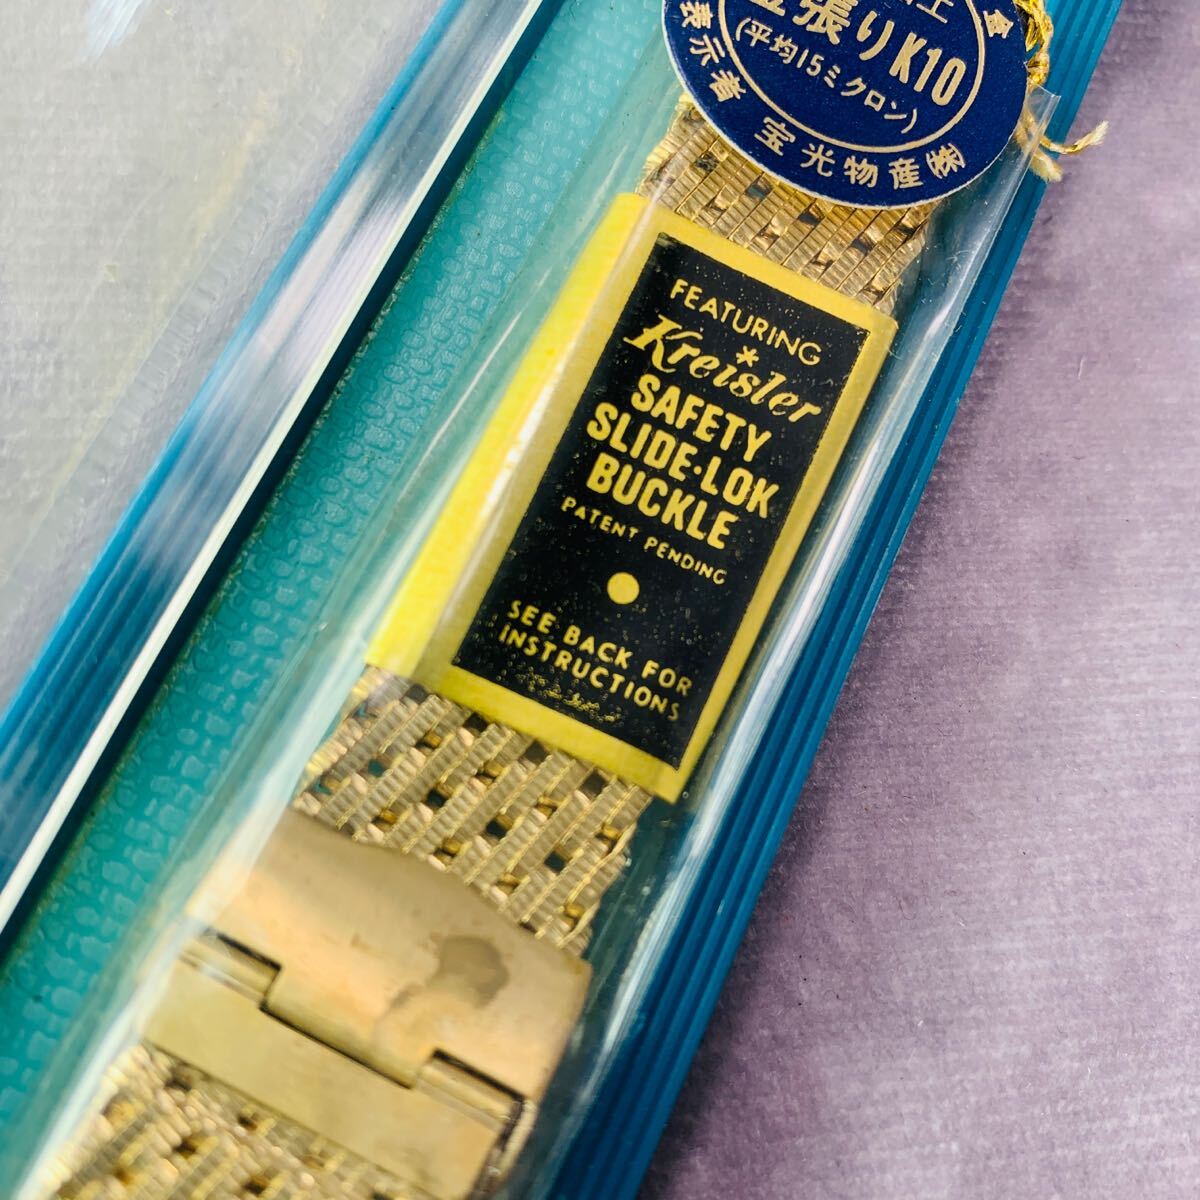 張りK10
(平均15ミクロン)
表示者 宝光物産㈱
FEATURING
Kreisler
SAFETY
SLIDE-LOK
BUCKLE
PATENT PENDING
SEE BACK FOR
INSTRUCTIONS